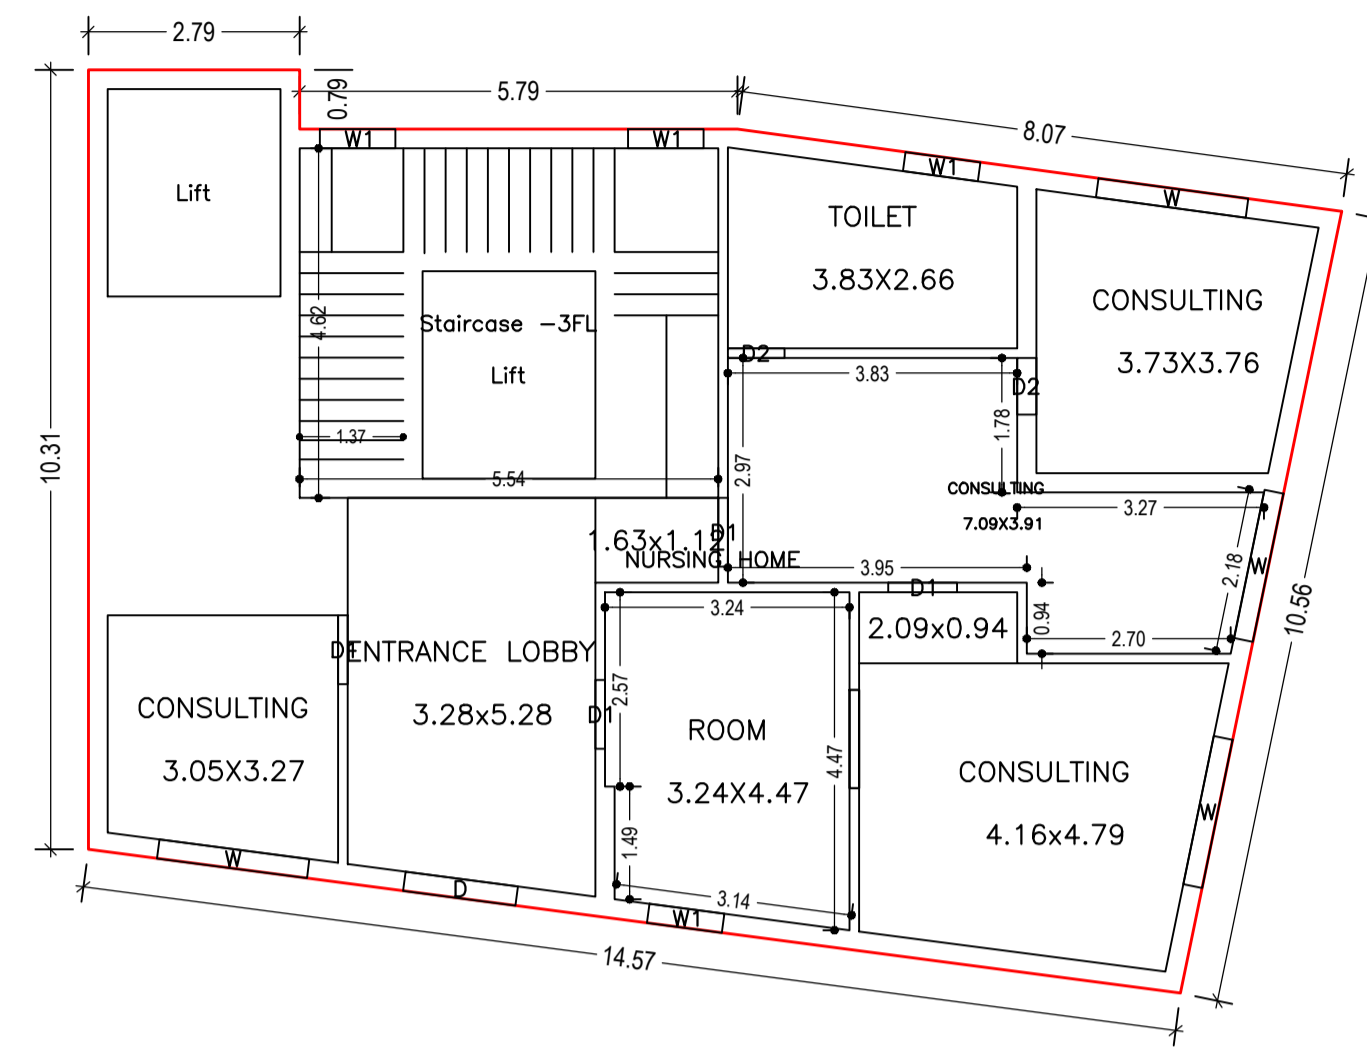 2.79
0.79
5.79
8.07
W1
W1
W1
W
Lift
TOILET
3.83X2.66
CONSULTING
3.73X3.76
4.62
Staircase -3FL
Lift
D2
3.83
D2
1.78
1.37
5.54
2.97
10.31
CONSULTING
7.09X3.91
3.27
1.63x1.12
D1
NURSING HOME
3.95
W
2.18
D1
10.56
3.24
2.09x0.94
0.94
2.70
D1
ENTRANCE LOBBY
3.28x5.28
CONSULTING
3.05X3.27
2.57
D1
ROOM
3.24X4.47
4.47
CONSULTING
4.16x4.79
W
1.49
W
D
3.14
W1
14.57